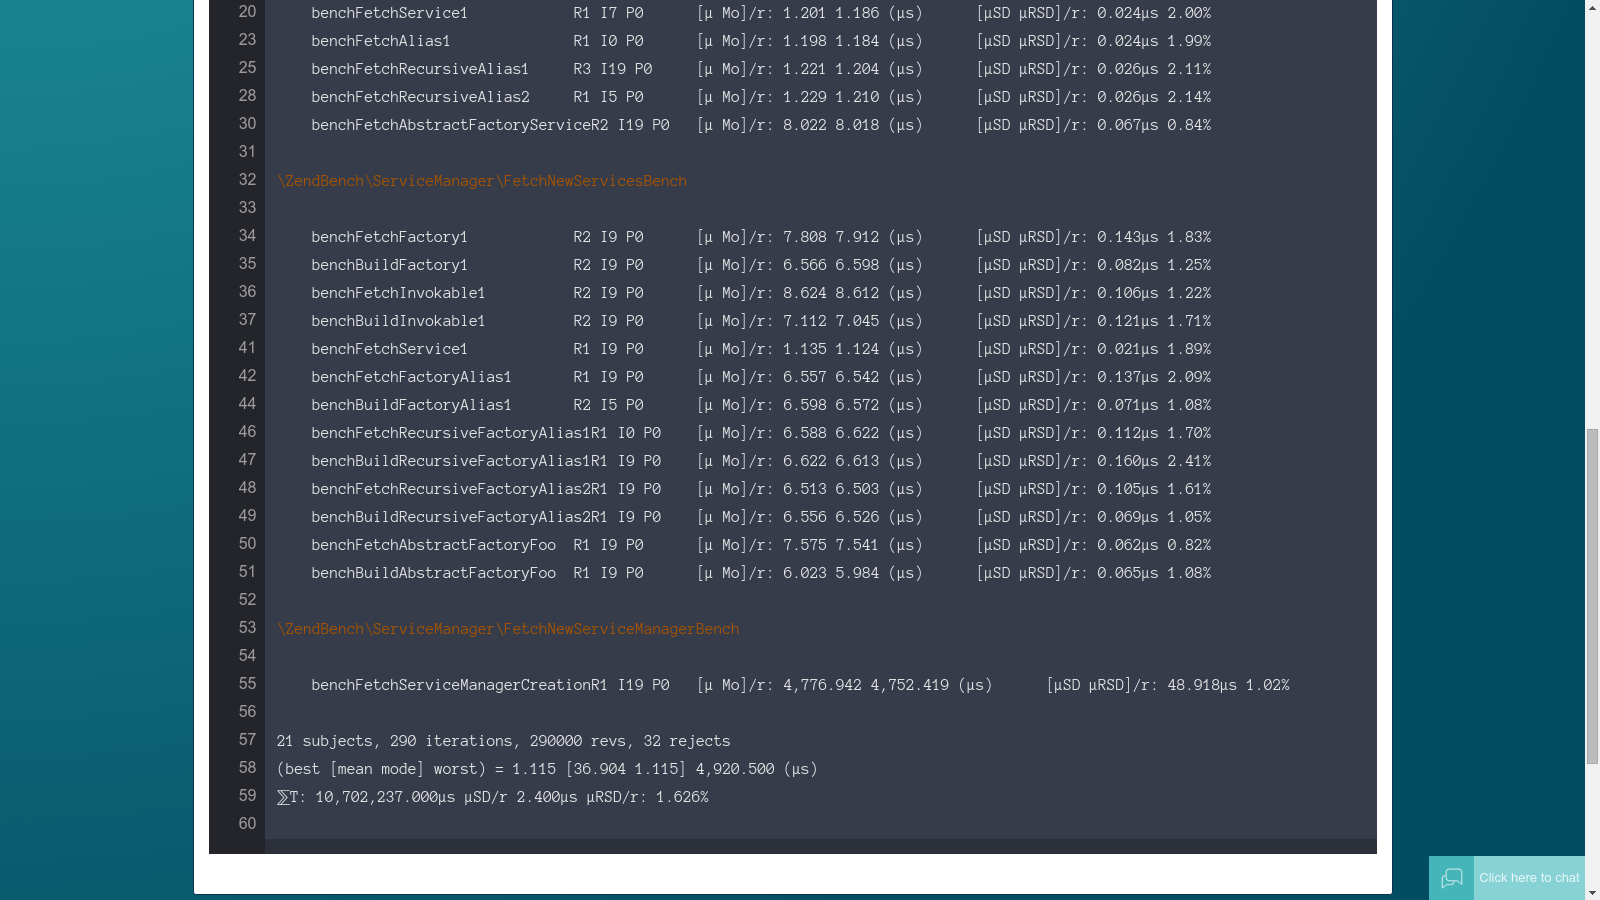 20 benchFetchService1 R1 I7 P0 [μ Mo]/r: 1.201 1.186 (μs) [μSD μRSD]/r: 0.024μs 2.00%
23 benchFetchAlias1 R1 I0 P0 [μ Mo]/r: 1.198 1.184 (μs) [μSD μRSD]/r: 0.024μs 1.99%
25 benchFetchRecursiveAlias1 R3 I19 P0 [μ Mo]/r: 1.221 1.204 (μs) [μSD μRSD]/r: 0.026μs 2.11%
28 benchFetchRecursiveAlias2 R1 I5 P0 [μ Mo]/r: 1.229 1.210 (μs) [μSD μRSD]/r: 0.026μs 2.14%
30 benchFetchAbstractFactoryServiceR2 I19 P0 [μ Mo]/r: 8.022 8.018 (μs) [μSD μRSD]/r: 0.067μs 0.84%
31
32 \ZendBench\ServiceManager\FetchNewServicesBench
33
34 benchFetchFactory1 R2 I9 P0 [μ Mo]/r: 7.808 7.912 (μs) [μSD μRSD]/r: 0.143μs 1.83%
35 benchBuildFactory1 R2 I9 P0 [μ Mo]/r: 6.566 6.598 (μs) [μSD μRSD]/r: 0.082μs 1.25%
36 benchFetchInvokable1 R2 I9 P0 [μ Mo]/r: 8.624 8.612 (μs) [μSD μRSD]/r: 0.106μs 1.22%
37 benchBuildInvokable1 R2 I9 P0 [μ Mo]/r: 7.112 7.045 (μs) [μSD μRSD]/r: 0.121μs 1.71%
41 benchFetchService1 R1 I9 P0 [μ Mo]/r: 1.135 1.124 (μs) [μSD μRSD]/r: 0.021μs 1.89%
42 benchFetchFactoryAlias1 R1 I9 P0 [μ Mo]/r: 6.557 6.542 (μs) [μSD μRSD]/r: 0.137μs 2.09%
44 benchBuildFactoryAlias1 R2 I5 P0 [μ Mo]/r: 6.598 6.572 (μs) [μSD μRSD]/r: 0.071μs 1.08%
46 benchFetchRecursiveFactoryAlias1R1 I0 P0 [μ Mo]/r: 6.588 6.622 (μs) [μSD μRSD]/r: 0.112μs 1.70%
47 benchBuildRecursiveFactoryAlias1R1 I9 P0 [μ Mo]/r: 6.622 6.613 (μs) [μSD μRSD]/r: 0.160μs 2.41%
48 benchFetchRecursiveFactoryAlias2R1 I9 P0 [μ Mo]/r: 6.513 6.503 (μs) [μSD μRSD]/r: 0.105μs 1.61%
49 benchBuildRecursiveFactoryAlias2R1 I9 P0 [μ Mo]/r: 6.556 6.526 (μs) [μSD μRSD]/r: 0.069μs 1.05%
50 benchFetchAbstractFactoryFoo R1 I9 P0 [μ Mo]/r: 7.575 7.541 (μs) [μSD μRSD]/r: 0.062μs 0.82%
51 benchBuildAbstractFactoryFoo R1 I9 P0 [μ Mo]/r: 6.023 5.984 (μs) [μSD μRSD]/r: 0.065μs 1.08%
52
53 \ZendBench\ServiceManager\FetchNewServiceManagerBench
54
55 benchFetchServiceManagerCreationR1 I19 P0 [μ Mo]/r: 4,776.942 4,752.419 (μs) [μSD μRSD]/r: 48.918μs 1.02%
56
57 21 subjects, 290 iterations, 290000 revs, 32 rejects
58 (best [mean mode] worst) = 1.115 [36.904 1.115] 4,920.500 (μs)
59 ⅀T: 10,702,237.000μs μSD/r 2.400μs μRSD/r: 1.626%
60
Click here to chat